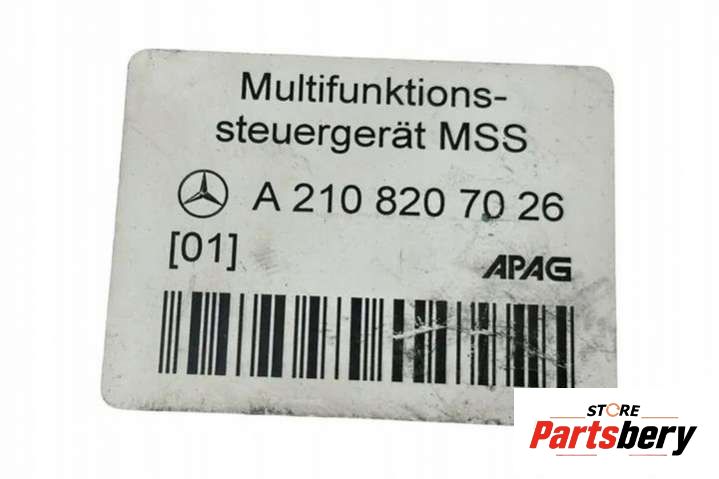 Multifunktions-
steuergerät MSS
A 210 820 70 26
[01]
APAG
STORE
Partsbery